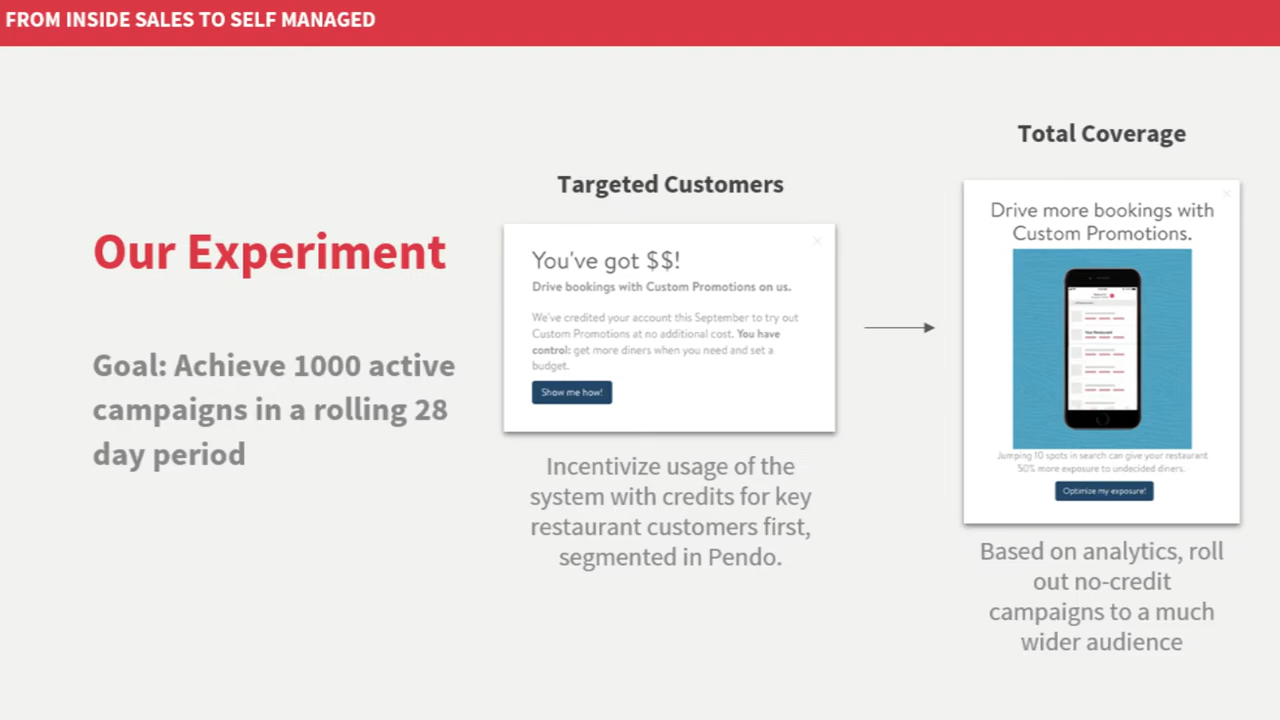 FROM INSIDE SALES TO SELF MANAGED
Our Experiment
Goal: Achieve 1000 active
campaigns in a rolling 28
day period
Targeted Customers
You've got $$!
Drive bookings with Custom Promotions on us.
We've credited your account this September to try out
Custom Promotions at no additional cost. You have
control: get more diners when you need and set a
budget.
Show me how!
Incentivize usage of the
system with credits for key
restaurant customers first,
segmented in Pendo.
Total Coverage
Drive more bookings with
Custom Promotions.
Your Restaurant
Jumping 10 spots in search can give your restaurant
50% more exposure to undecided diners.
Optimize my exposure!
Based on analytics, roll
out no-credit
campaigns to a much
wider audience